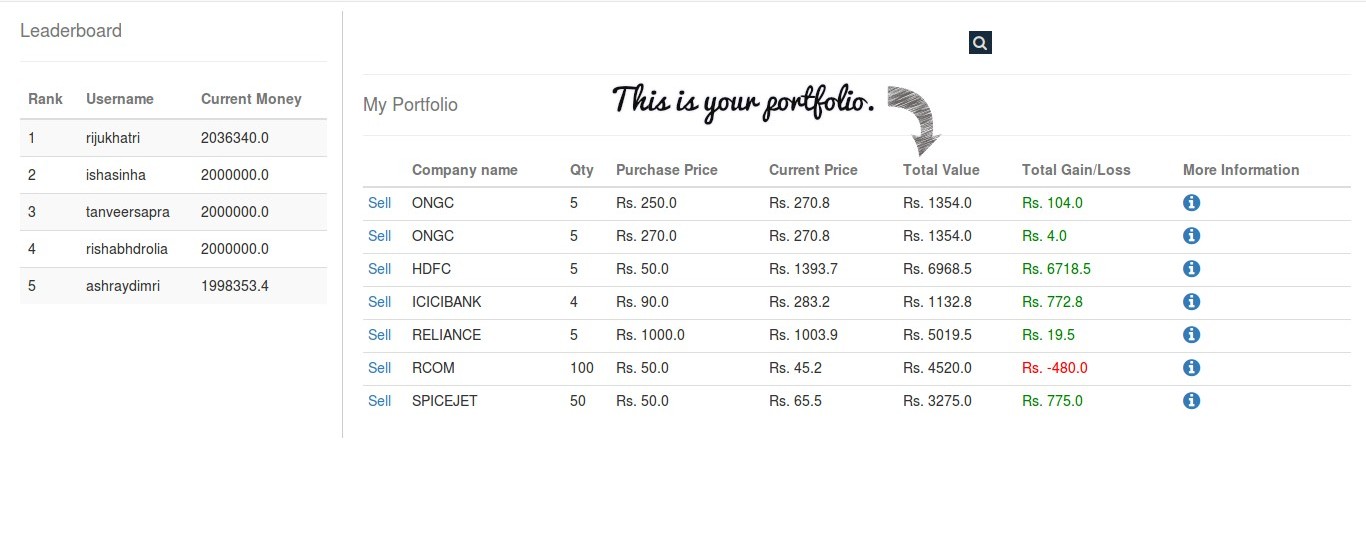 Leaderboard
Rank Username Current Money
1 rijukhatri 2036340.0
2 ishasinha 2000000.0
3 tanveersapra 2000000.0
4 rishabhdrolia 2000000.0
5 ashraydimri 1998353.4
My Portfolio
This is your portfolio.
Company name Qty Purchase Price Current Price Total Value Total Gain/Loss More Information
Sell ONGC 5 Rs. 250.0 Rs. 270.8 Rs. 1354.0 Rs. 104.0
Sell ONGC 5 Rs. 270.0 Rs. 270.8 Rs. 1354.0 Rs. 4.0
Sell HDFC 5 Rs. 50.0 Rs. 1393.7 Rs. 6968.5 Rs. 6718.5
Sell ICICIBANK 4 Rs. 90.0 Rs. 283.2 Rs. 1132.8 Rs. 772.8
Sell RELIANCE 5 Rs. 1000.0 Rs. 1003.9 Rs. 5019.5 Rs. 19.5
Sell RCOM 100 Rs. 50.0 Rs. 45.2 Rs. 4520.0 Rs. -480.0
Sell SPICEJET 50 Rs. 50.0 Rs. 65.5 Rs. 3275.0 Rs. 775.0